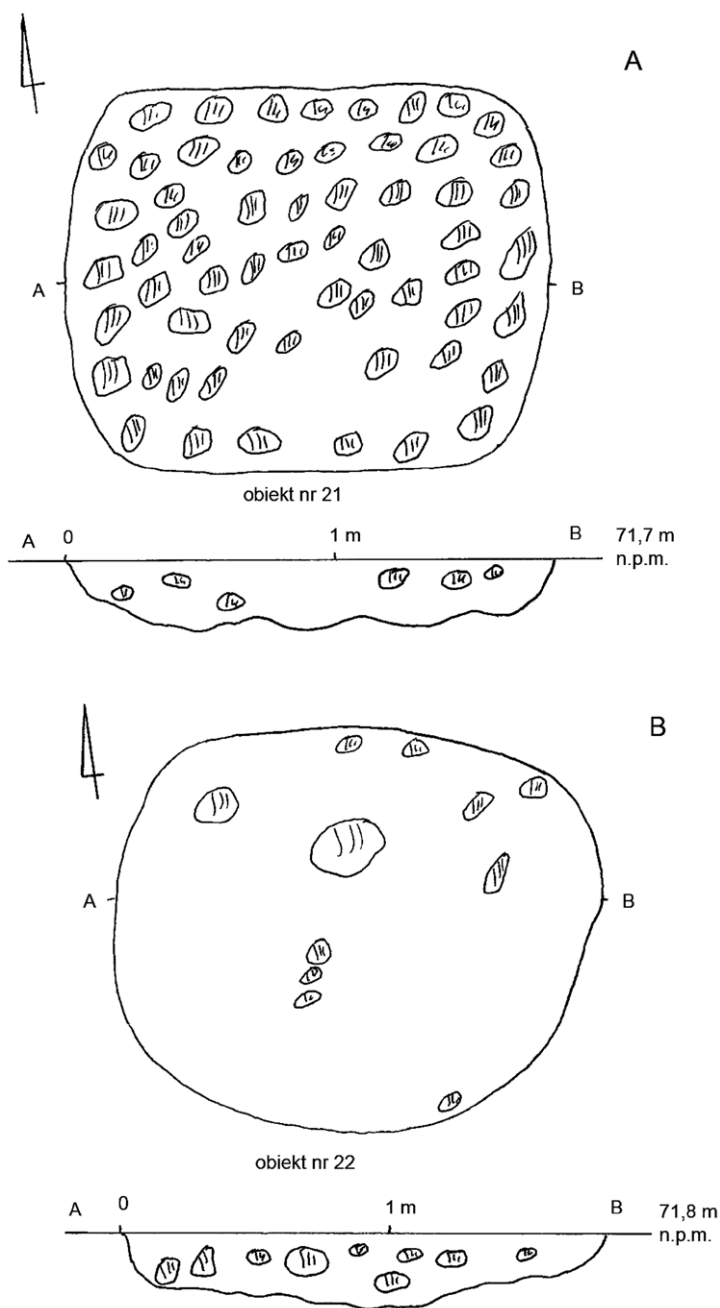 A
A B
obiekt nr 21
A 0 1 m B 71,7 m
n.p.m.
B
A B
obiekt nr 22
A 0 1 m B 71,8 m
n.p.m.